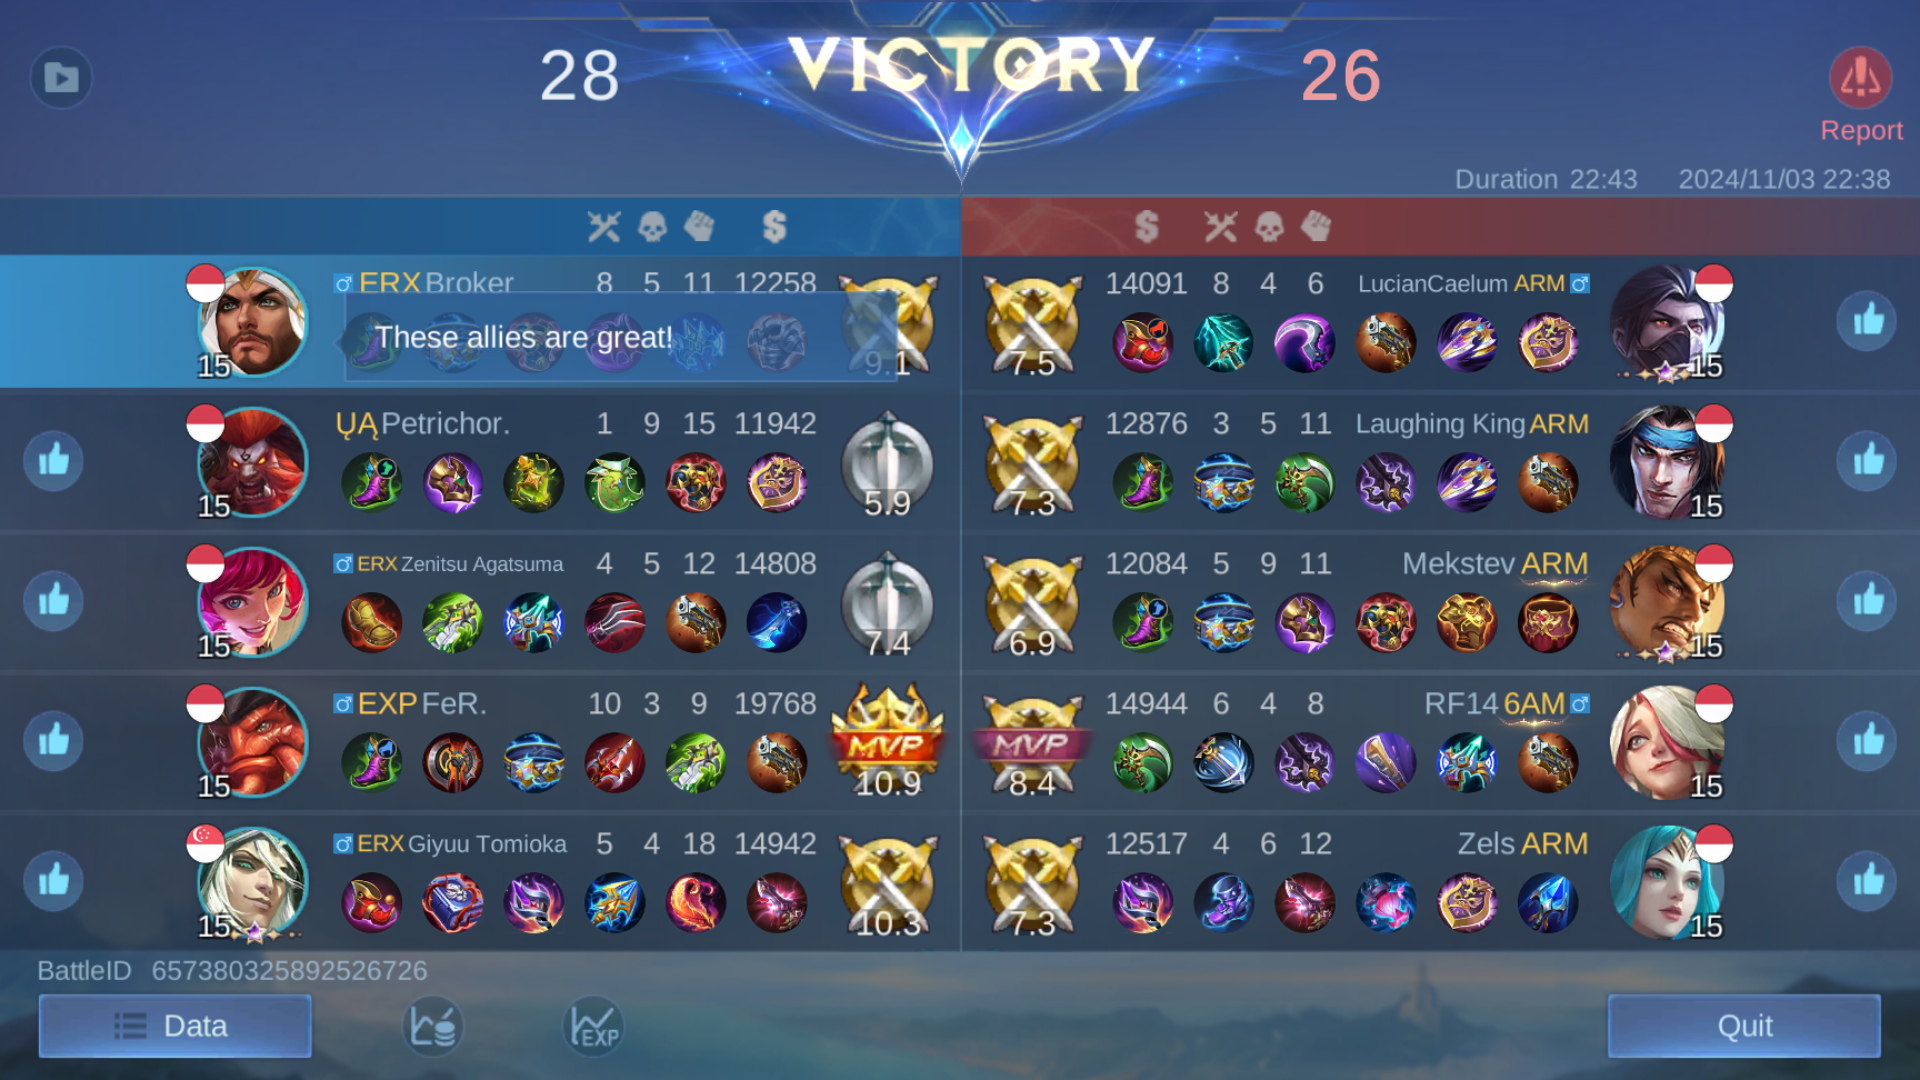 28 VICTORY 26
Report
Duration 22:43 2024/11/03 22:38
ERX Broker 8 5 11 12258
These allies are great!
9.1
15
7.5
14091 8 4 6 LucianCaelum ARM
15
ŲĄPetrichor. 1 9 15 11942
5.9
15
7.3
12876 3 5 11 Laughing King ARM
15
ERX Zenitsu Agatsuma 4 5 12 14808
7.4
15
6.9
12084 5 9 11 Mekstev ARM
15
EXP FeR. 10 3 9 19768
MVP
10.9
15
MVP
8.4
14944 6 4 8 RF14 6AM
15
ERX Giyuu Tomioka 5 4 18 14942
10.3
15
7.3
12517 4 6 12 Zels ARM
15
BattleID 657380325892526726
Data
EXP
Quit